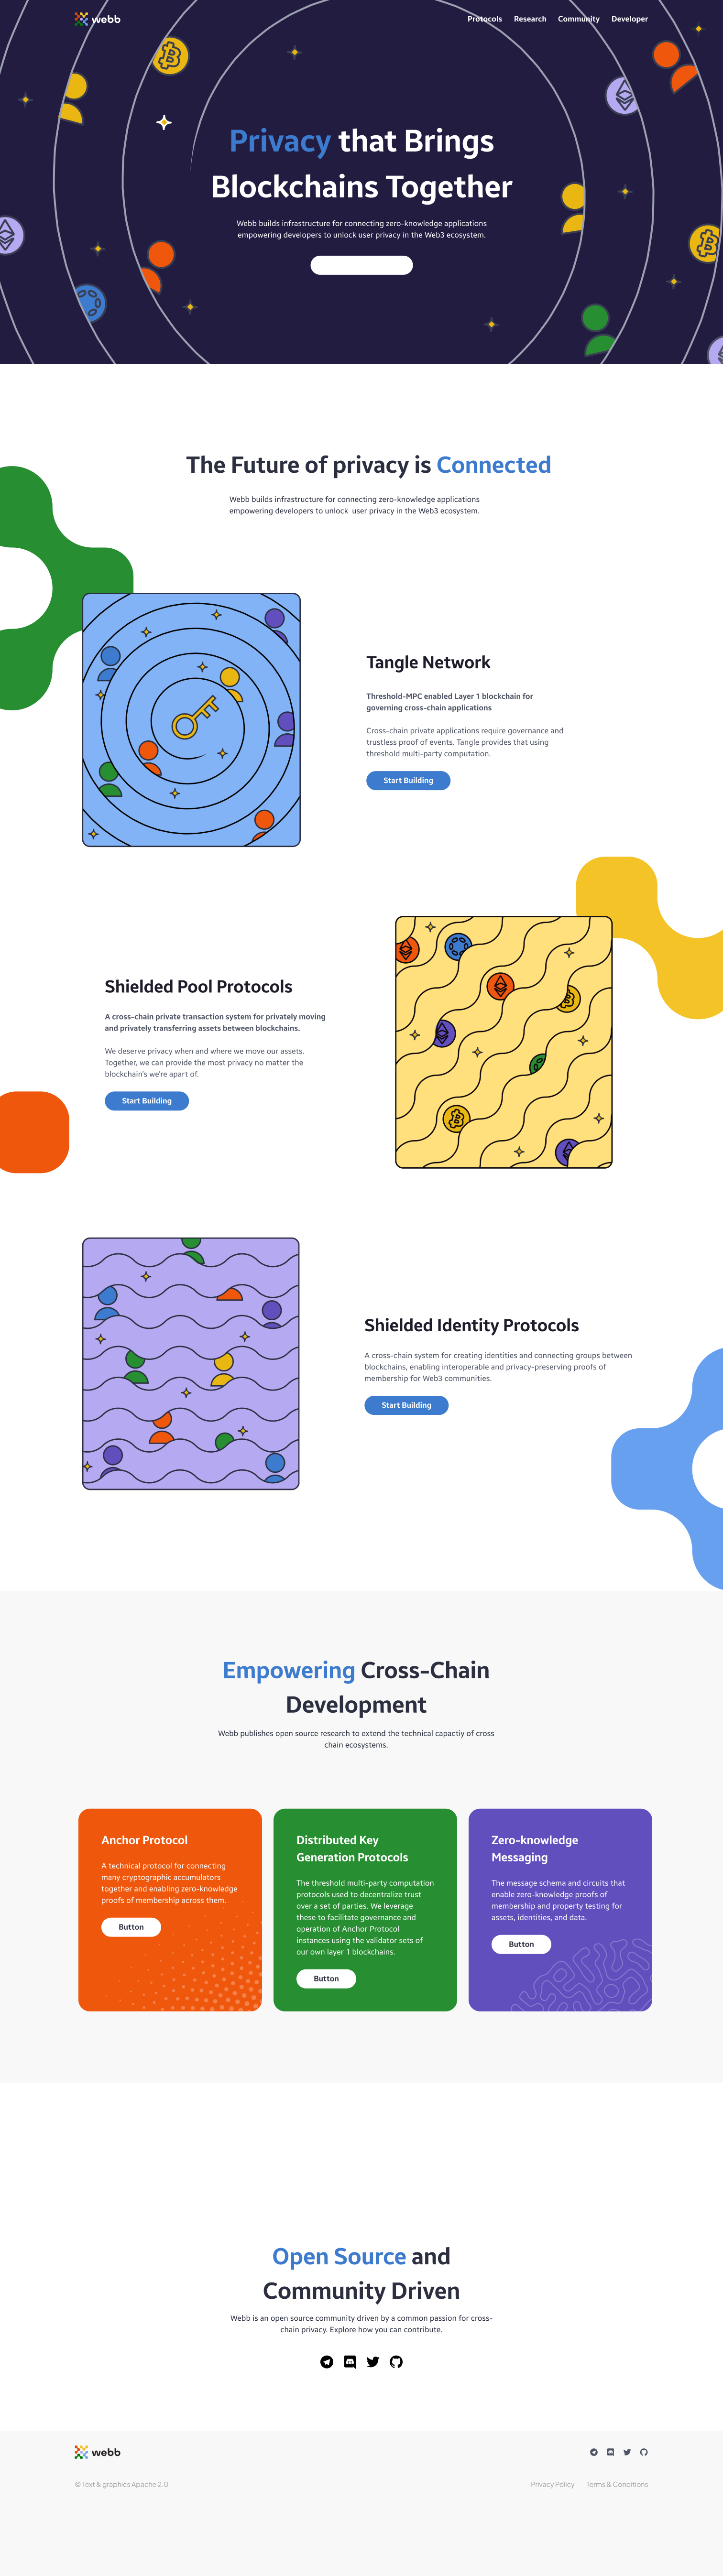 webb
Protocols Research Community Developer
Privacy that Brings
Blockchains Together
Webb builds infrastructure for connecting zero-knowledge applications
empowering developers to unlock user privacy in the Web3 ecosystem.
The Future of privacy is Connected
Webb builds infrastructure for connecting zero-knowledge applications
empowering developers to unlock user privacy in the Web3 ecosystem.
Tangle Network
Threshold-MPC enabled Layer 1 blockchain for
governing cross-chain applications
Cross-chain private applications require governance and
trustless proof of events. Tangle provides that using
threshold multi-party computation.
Start Building
Shielded Pool Protocols
A cross-chain private transaction system for privately moving
and privately transferring assets between blockchains.
We deserve privacy when and where we move our assets.
Together, we can provide the most privacy no matter the
blockchain's we're apart of.
Start Building
Shielded Identity Protocols
A cross-chain system for creating identities and connecting groups between
blockchains, enabling interoperable and privacy-preserving proofs of
membership for Web3 communities.
Start Building
Empowering Cross-Chain
Development
Webb publishes open source research to extend the technical capactiy of cross
chain ecosystems.
Anchor Protocol
A technical protocol for connecting
many cryptographic accumulators
together and enabling zero-knowledge
proofs of membership across them.
Button
Distributed Key
Generation Protocols
The threshold multi-party computation
protocols used to decentralize trust
over a set of parties. We leverage
these to facilitate governance and
operation of Anchor Protocol
instances using the validator sets of
our own layer 1 blockchains.
Button
Zero-knowledge
Messaging
The message schema and circuits that
enable zero-knowledge proofs of
membership and property testing for
assets, identities, and data.
Button
Open Source and
Community Driven
Webb is an open source community driven by a common passion for cross-
chain privacy. Explore how you can contribute.
webb
© Text & graphics Apache 2.0
Privacy Policy Terms & Conditions